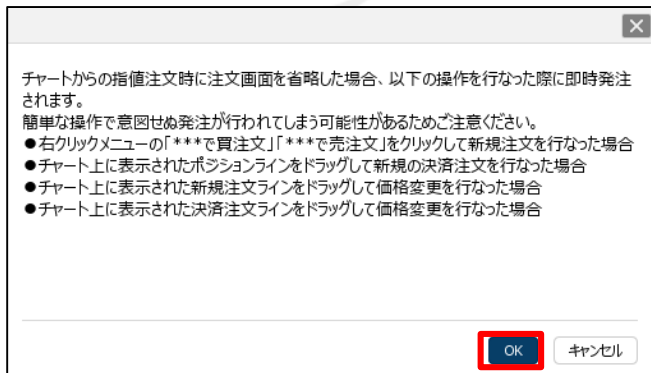 チャートからの指値注文時に注文画面を省略した場合、以下の操作を行なった際に即時発注
されます。
簡単な操作で意図せぬ発注が行われてしまう可能性があるためご注意ください。
●右クリックメニューの「***で買注文」「***で売注文」をクリックして新規注文を行なった場合
●チャート上に表示されたポジションラインをドラッグして新規の決済注文を行なった場合
●チャート上に表示された新規注文ラインをドラッグして価格変更を行なった場合
●チャート上に表示された決済注文ラインをドラッグして価格変更を行なった場合
OK キャンセル